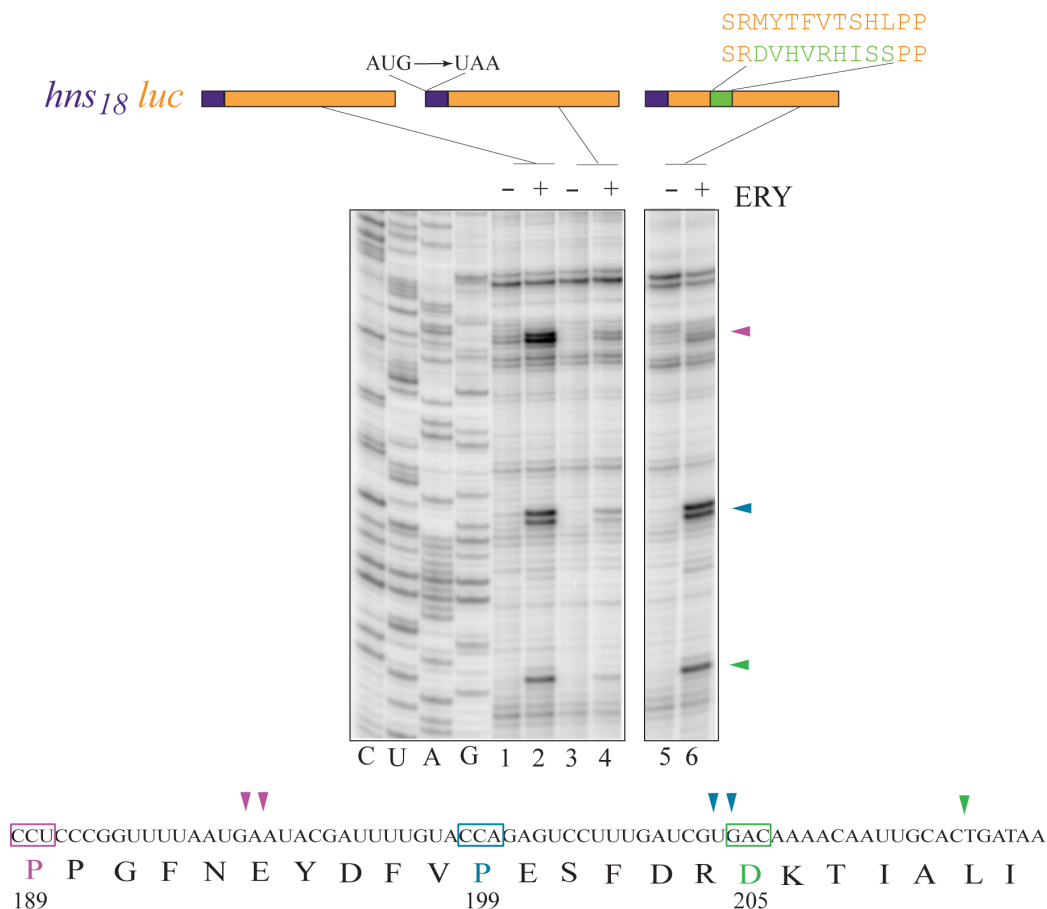 SRMYTFVTSHLPP
SRDVHVRHISSPP
AUG UAA
hns18 luc
– + – + – + ERY
C U A G 1 2 3 4 5 6
CCUCCCGGUUUUAAUGAAUACGAUUUUGUACCAGAGUCCUUUGAUCGUGACAAAACAAUUGCACTGATAA
P P G F N E Y D F V P E S F D R D K T I A L I
189 199 205